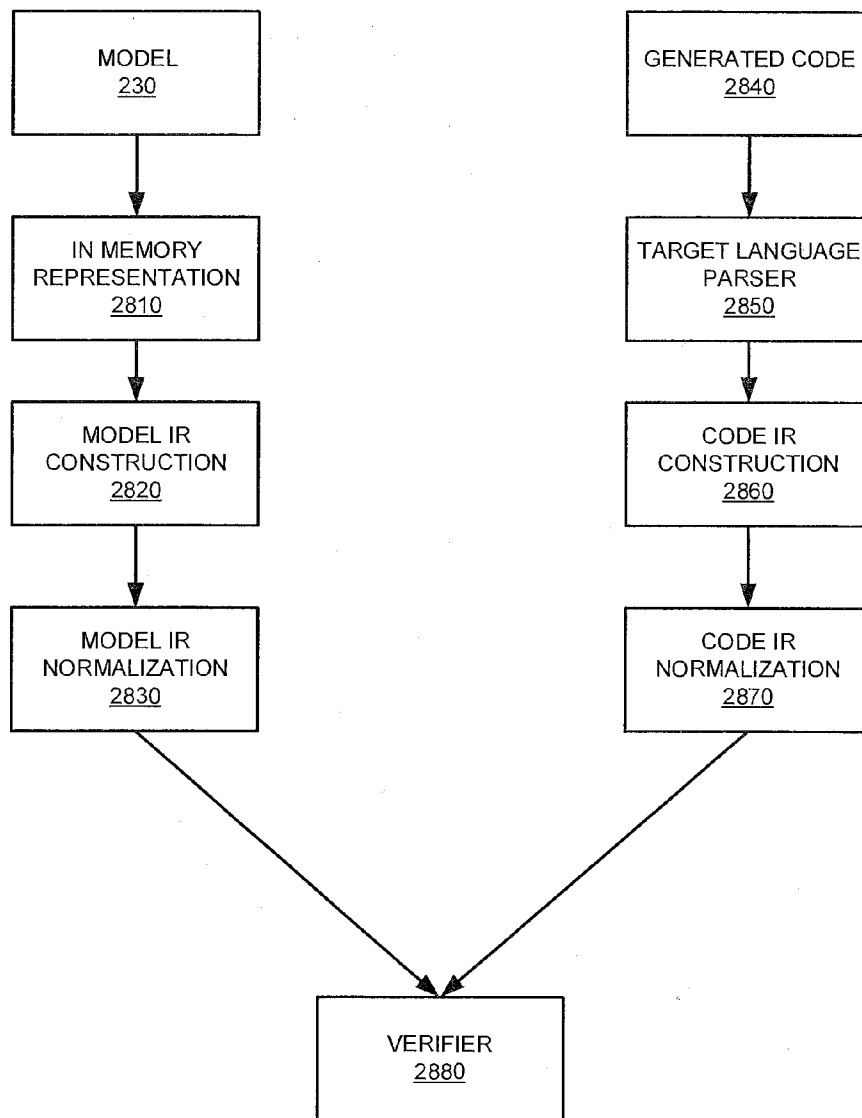 MODEL
230
IN MEMORY
REPRESENTATION
2810
MODEL IR
CONSTRUCTION
2820
MODEL IR
NORMALIZATION
2830
GENERATED CODE
2840
TARGET LANGUAGE
PARSER
2850
CODE IR
CONSTRUCTION
2860
CODE IR
NORMALIZATION
2870
VERIFIER
2880